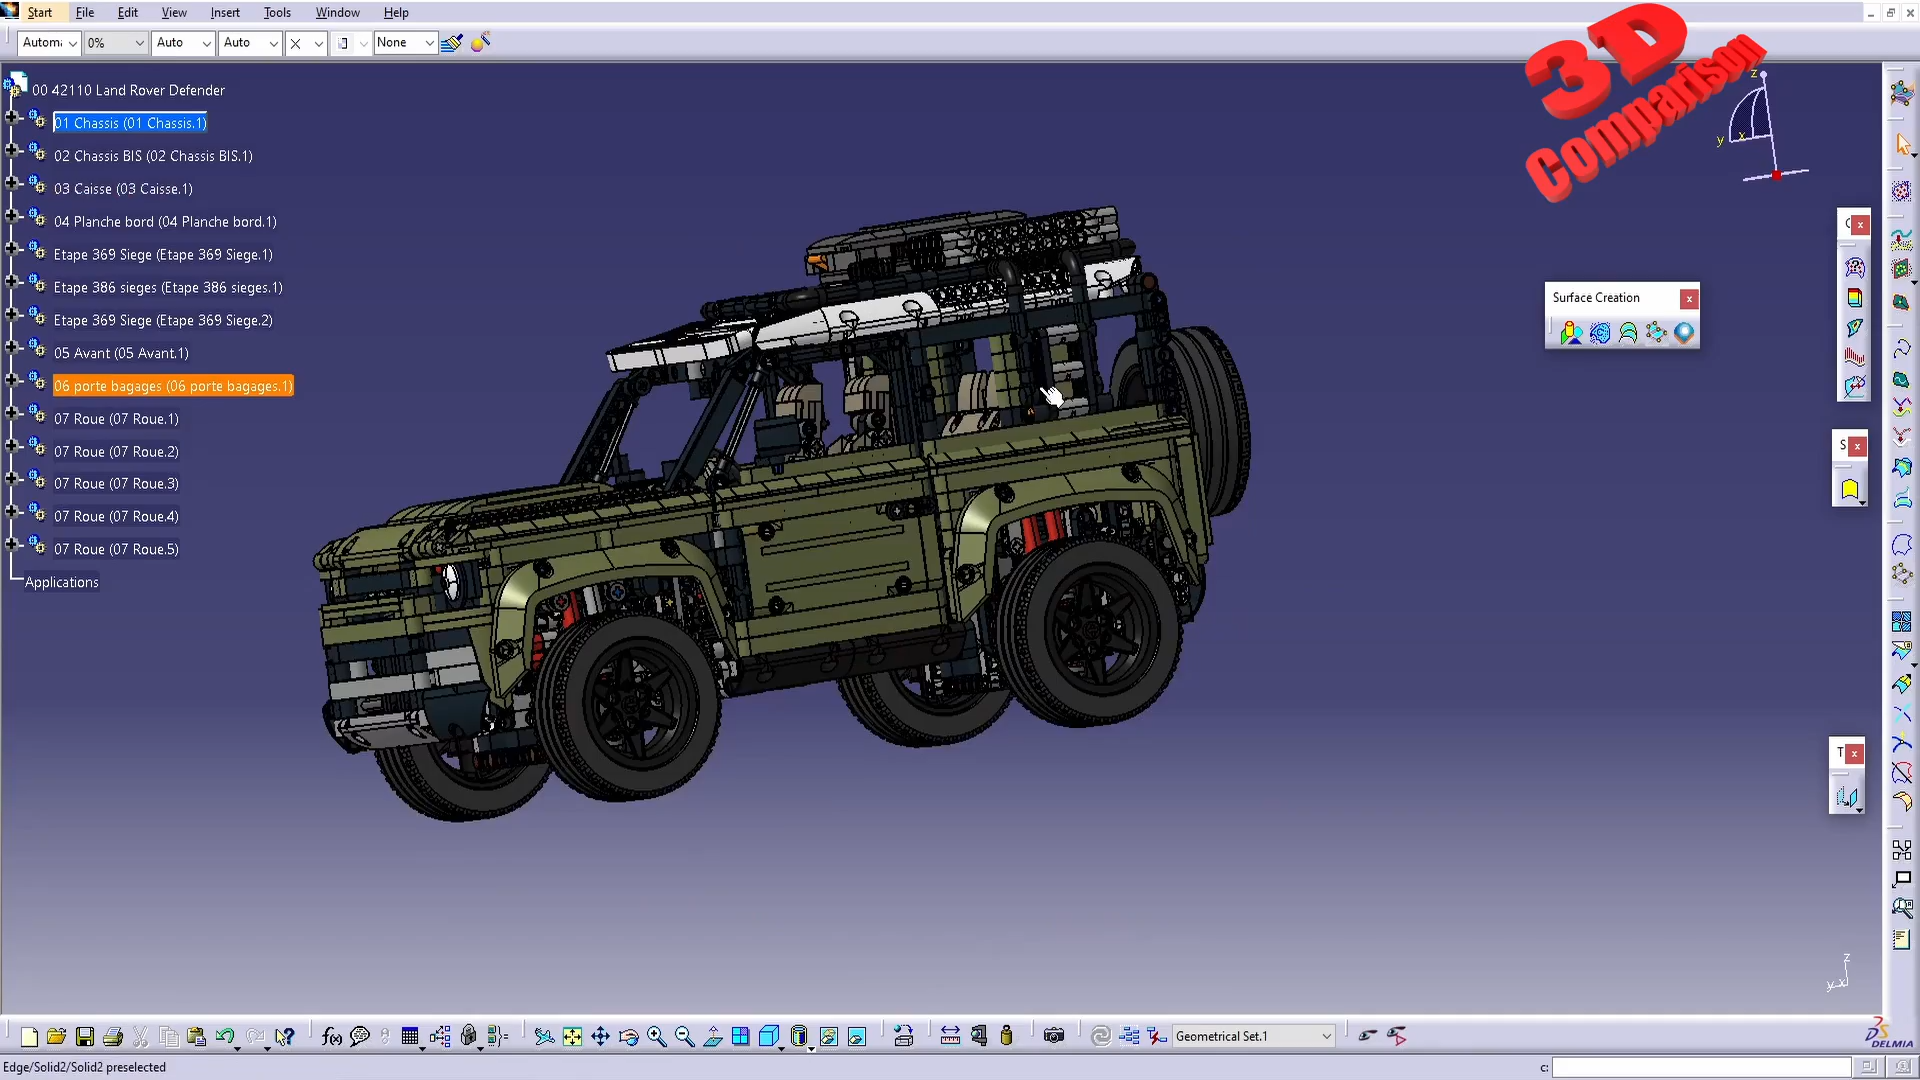 Start File Edit View Insert Tools Window Help
Autom 0% Auto Auto None
3D
Comparison
00 42110 Land Rover Defender
01 Chassis (01 Chassis.1)
02 Chassis BIS (02 Chassis BIS.1)
03 Caisse (03 Caisse.1)
04 Planche bord (04 Planche bord.1)
Etape 369 Siege (Etape 369 Siege.1)
Etape 386 sieges (Etape 386 sieges.1)
Etape 369 Siege (Etape 369 Siege.2)
05 Avant (05 Avant.1)
06 porte bagages (06 porte bagages.1)
07 Roue (07 Roue.1)
07 Roue (07 Roue.2)
07 Roue (07 Roue.3)
07 Roue (07 Roue.4)
07 Roue (07 Roue.5)
Applications
z
y x
Surface Creation
S
T
z
y x
f(x)
Geometrical Set.1
DELMIA
Edge/Solid2/Solid2 preselected
c: